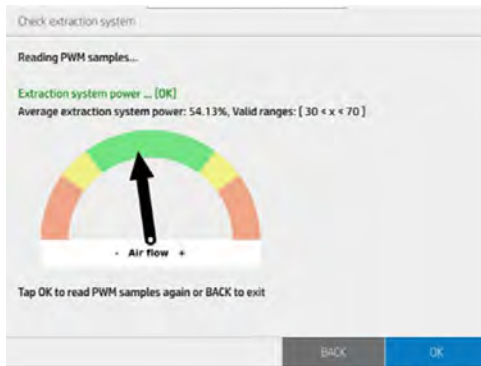 Check extraction system
Reading PWM samples...
Extraction system power ... [OK]
Average extraction system power: 54.13%, Valid ranges: [ 30 < x < 70 ]
- Air flow +
Tap OK to read PWM samples again or BACK to exit
BACK OK